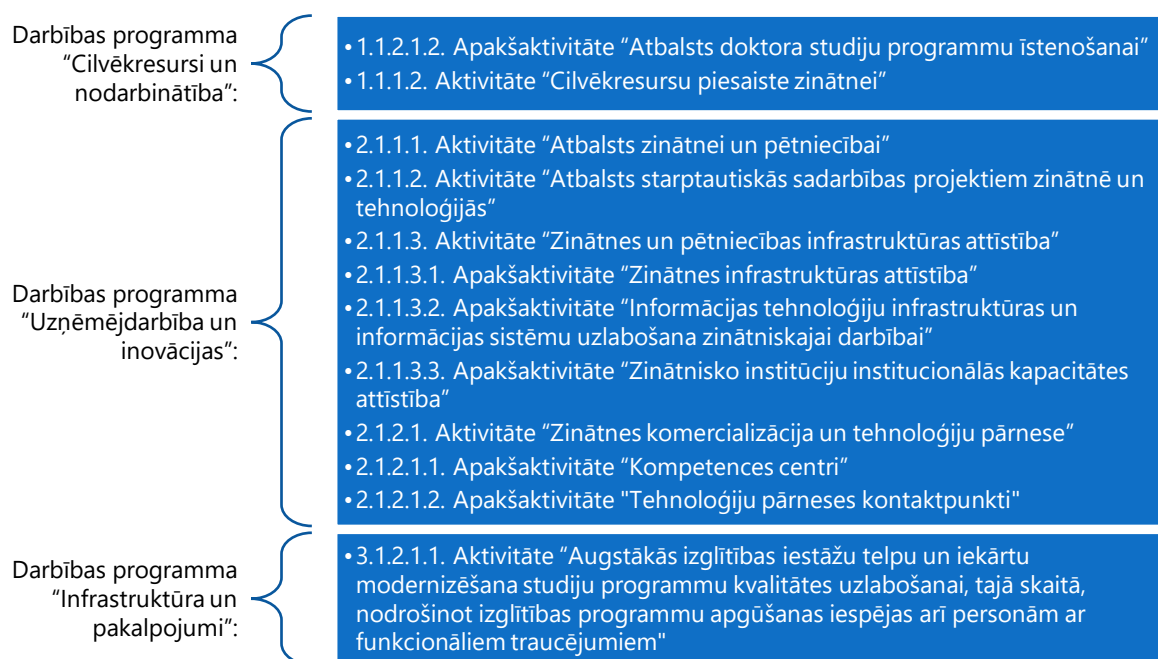 Darbības programma
“Cilvēkresursi un
nodarbinātība”:
•1.1.2.1.2. Apakšaktivitāte “Atbalsts doktora studiju programmu īstenošanai”
•1.1.1.2. Aktivitāte “Cilvēkresursu piesaiste zinātnei”
Darbības programma
“Uzņēmējdarbība un
inovācijas”:
•2.1.1.1. Aktivitāte “Atbalsts zinātnei un pētniecībai”
•2.1.1.2. Aktivitāte “Atbalsts starptautiskās sadarbības projektiem zinātnē un
tehnoloģijās”
•2.1.1.3. Aktivitāte “Zinātnes un pētniecības infrastruktūras attīstība”
•2.1.1.3.1. Apakšaktivitāte “Zinātnes infrastruktūras attīstība”
•2.1.1.3.2. Apakšaktivitāte “Informācijas tehnoloģiju infrastruktūras un
informācijas sistēmu uzlabošana zinātniskajai darbībai”
•2.1.1.3.3. Apakšaktivitāte “Zinātnisko institūciju institucionālās kapacitātes
attīstība”
•2.1.2.1. Aktivitāte “Zinātnes komercializācija un tehnoloģiju pārnese”
•2.1.2.1.1. Apakšaktivitāte “Kompetences centri”
•2.1.2.1.2. Apakšaktivitāte "Tehnoloģiju pārneses kontaktpunkti"
Darbības programma
“Infrastruktūra un
pakalpojumi”:
•3.1.2.1.1. Aktivitāte “Augstākās izglītības iestāžu telpu un iekārtu
modernizēšana studiju programmu kvalitātes uzlabošanai, tajā skaitā,
nodrošinot izglītības programmu apgūšanas iespējas arī personām ar
funkcionāliem traucējumiem"